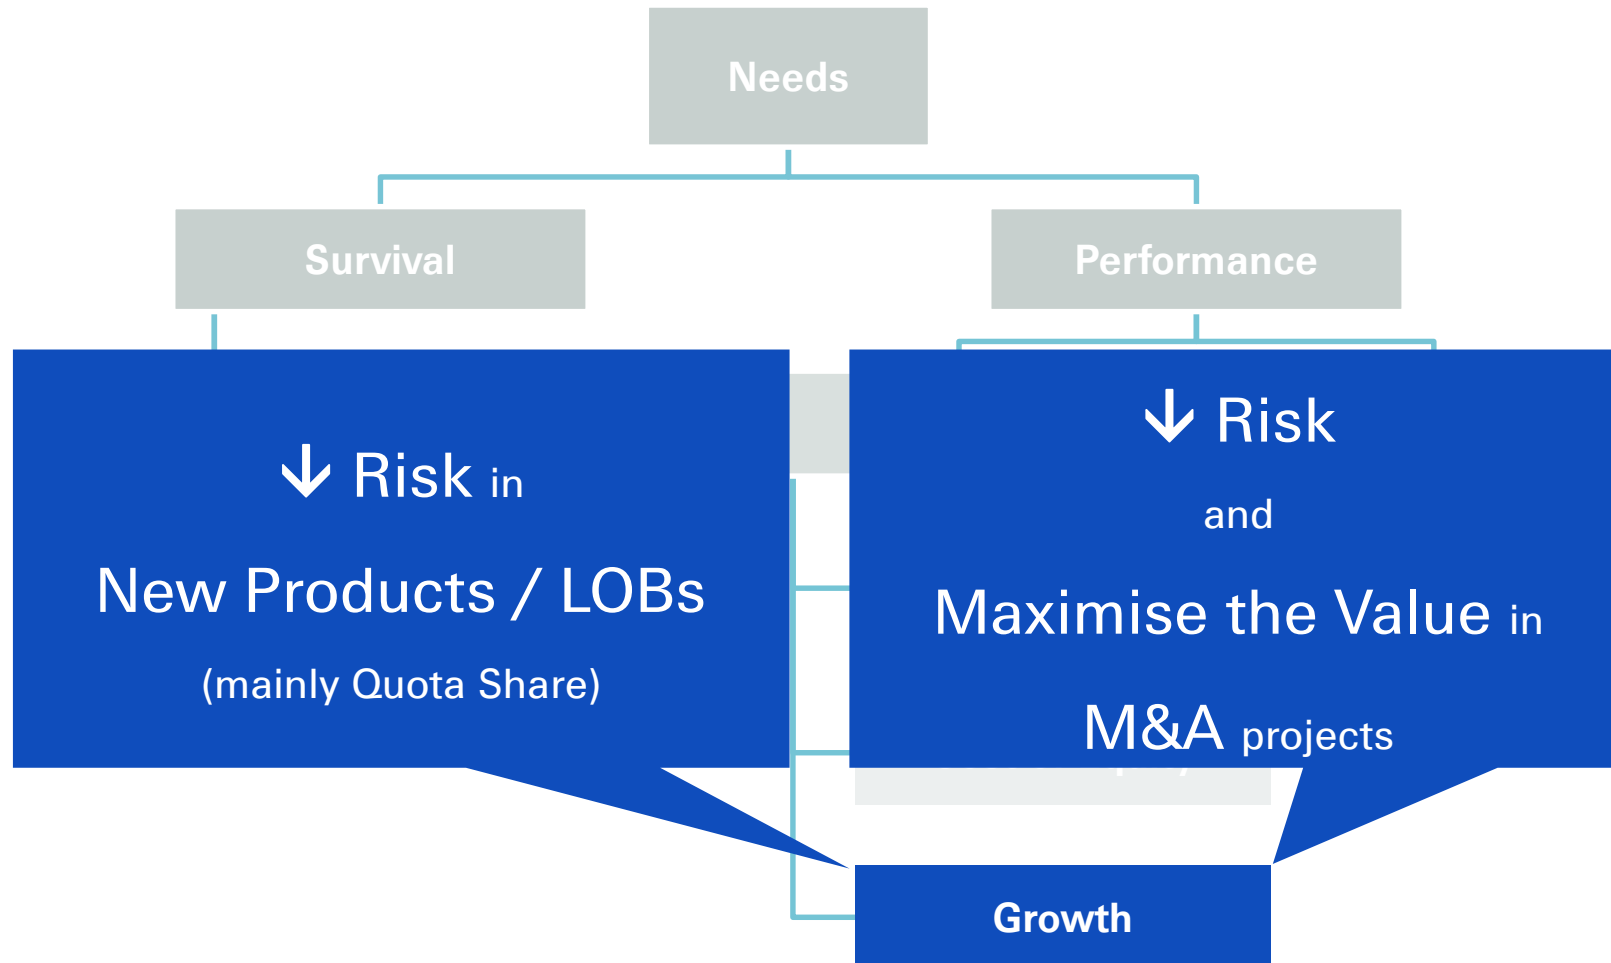 Needs
Survival
Performance
↓ Risk in
New Products / LOBs
(mainly Quota Share)
↓ Risk
and
Maximise the Value in
M&A projects
Growth